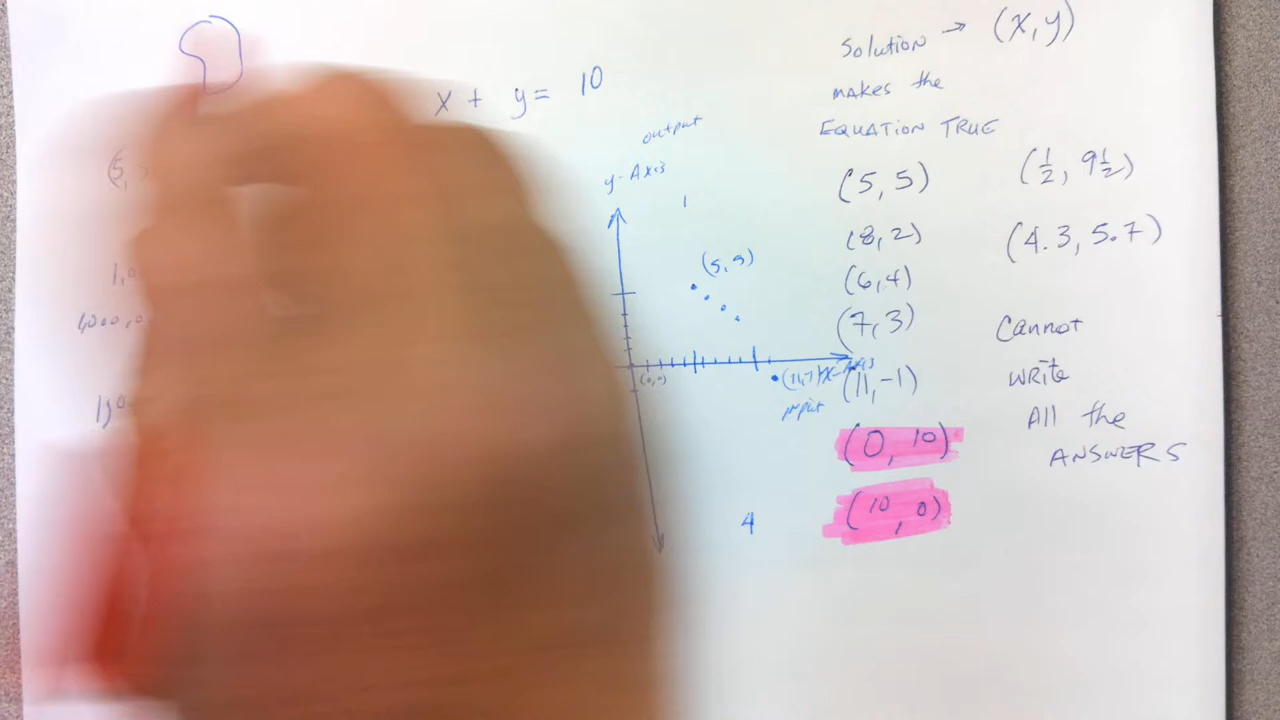 x + y = 10
output
y-Axis
1
(5, 5)
(0,0)
x-Axis
4
Solution → (x, y)
makes the
EQUATION TRUE
(5, 5)
(8, 2)
(6, 4)
(7, 3)
(11, -1)
(0, 10)
(10, 0)
(1/2, 9 1/2)
(4.3, 5.7)
Cannot
write
All the
ANSWERS